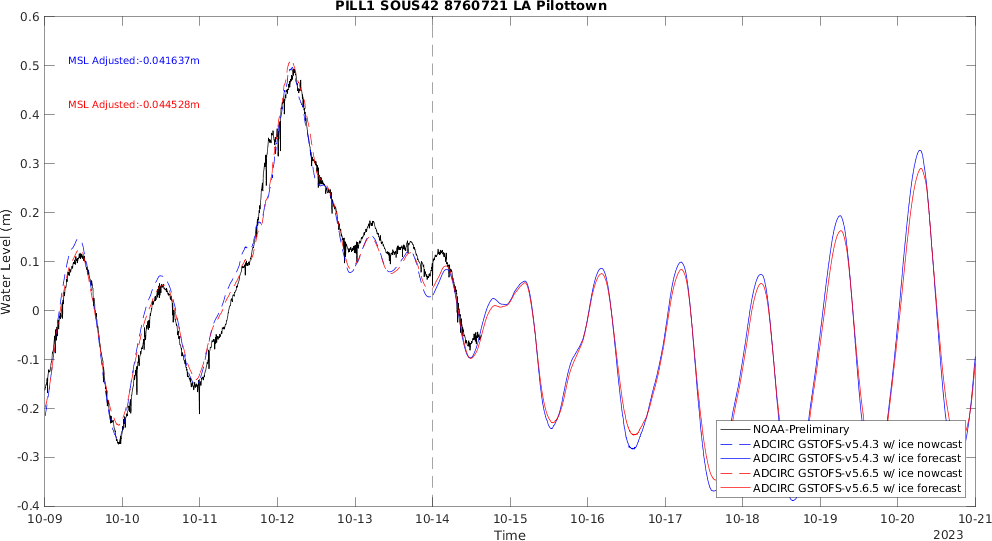 PILL1 SOUS42 8760721 LA Pilottown
0.6
0.5
0.4
0.3
0.2
0.1
0
-0.1
-0.2
-0.3
-0.4
Water Level (m)
MSL Adjusted:-0.041637m
MSL Adjusted:-0.044528m
NOAA-Preliminary
ADCIRC GSTOFS-v5.4.3 w/ ice nowcast
ADCIRC GSTOFS-v5.4.3 w/ ice forecast
ADCIRC GSTOFS-v5.6.5 w/ ice nowcast
ADCIRC GSTOFS-v5.6.5 w/ ice forecast
10-09 10-10 10-11 10-12 10-13 10-14 10-15 10-16 10-17 10-18 10-19 10-20 10-21
Time
2023